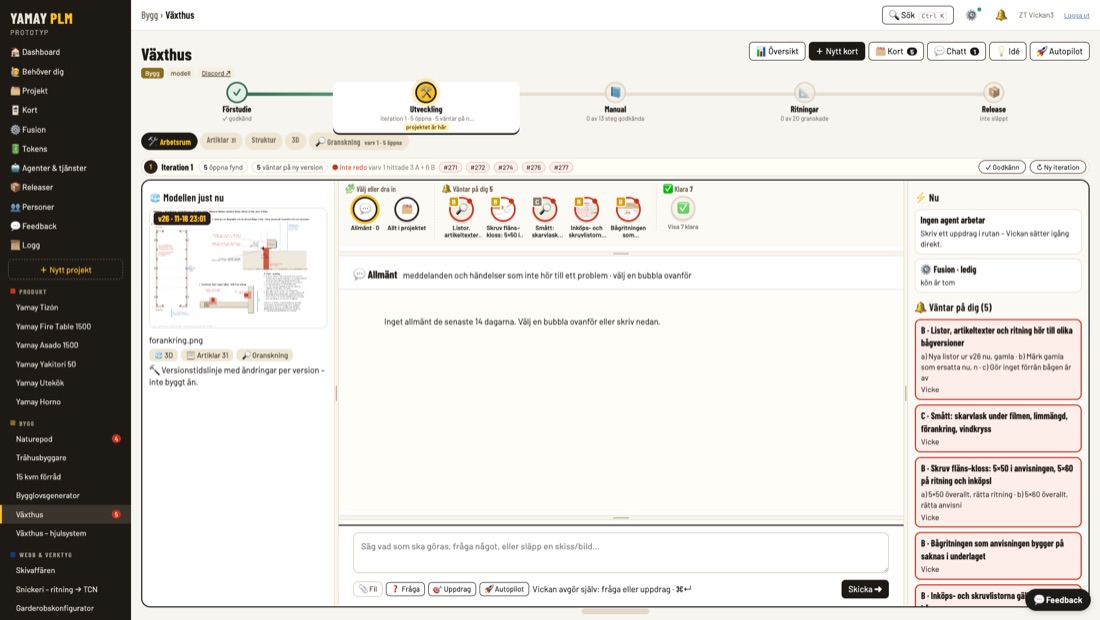 YAMAY PLM
PROTOTYP
Dashboard
Behöver dig
Projekt
Kort
Fusion
Tokens
Agenter & tjänster
Releaser
Personer
Feedback
Logg
+ Nytt projekt
PRODUKT
Yamay Tizón
Yamay Fire Table 1500
Yamay Asado 1500
Yamay Yakitori 50
Yamay Utekök
Yamay Horno
BYGG
Naturepod 4
Trähusbyggare
15 kvm förråd
Bygglovsgenerator
Växthus 5
Växthus – hjulsystem
WEBB & VERKTYG
Skivaffären
Snickeri – ritning → TCN
Garderobskonfigurator
Bygg › Växthus
Sök Ctrl K
ZT Vickan3
Logga ut
Växthus
Översikt
+ Nytt kort
Kort 5
Chatt 1
Idé
Autopilot
Bygg modell Discord ↗
Förstudie
✓ godkänd
Utveckling
Iteration 1 · 5 öppna · 5 väntar på n...
projektet är här
Manual
0 av 13 steg godkända
Ritningar
0 av 20 granskade
Release
Inte släppt
Arbetsrum
Artiklar 31
Struktur
3D
Granskning varv 1 · 5 öppna
1 Iteration 1
5 öppna fynd
5 väntar på ny version
Inte redo varv 1 hittade 3 A + 6 B
#271
#272
#274
#276
#277
✓ Godkänn
Ny iteration
Modellen just nu
v26 · 11-16 23:01
forankring.png
3D
Artiklar 31
Granskning
Versionstidslinje med ändringar per version – inte byggt än.
Välj eller dra in
Allmänt · 0
Allt i projektet
Väntar på dig 5
B
Listor, artikeltexter..
B
Skruv fläns-kloss: 5×50 i..
C
Smått: skarvlask...
B
Inköps- och skruvlistorn...
B
Bågritningen som...
Klara 7
Visa 7 klara
Allmänt meddelanden och händelser som inte hör till ett problem · välj en bubbla ovanför
Inget allmänt de senaste 14 dagarna. Välj en bubbla ovanför eller skriv nedan.
Säg vad som ska göras, fråga något, eller släpp en skiss/bild…
Fil
Fråga
Uppdrag
Autopilot
Vickan avgör själv: fråga eller uppdrag · ⌘↵
Skicka →
Nu
Ingen agent arbetar
Skriv ett uppdrag i rutan – Vickan sätter igång direkt.
Fusion · ledig
kön är tom
Väntar på dig (5)
B · Listor, artikeltexter och ritning hör till olika bågversioner
a) Nya listor ur v26 nu, gamla · b) Märk gamla som ersatta nu, n · c) Gör inget förrän bågen är av
Vicke
C · Smått: skarvlask under filmen, limmängd, förankring, vindkryss
Vicke
B · Skruv fläns–kloss: 5×50 i anvisningen, 5×60 på ritning och inköpsl
a) 5×50 överallt, rätta ritning · b) 5×60 överallt, rätta anvisni
Vicke
B · Bågritningen som anvisningen bygger på saknas i underlaget
Vicke
B · Inköps- och skruvlistorna
Feedback